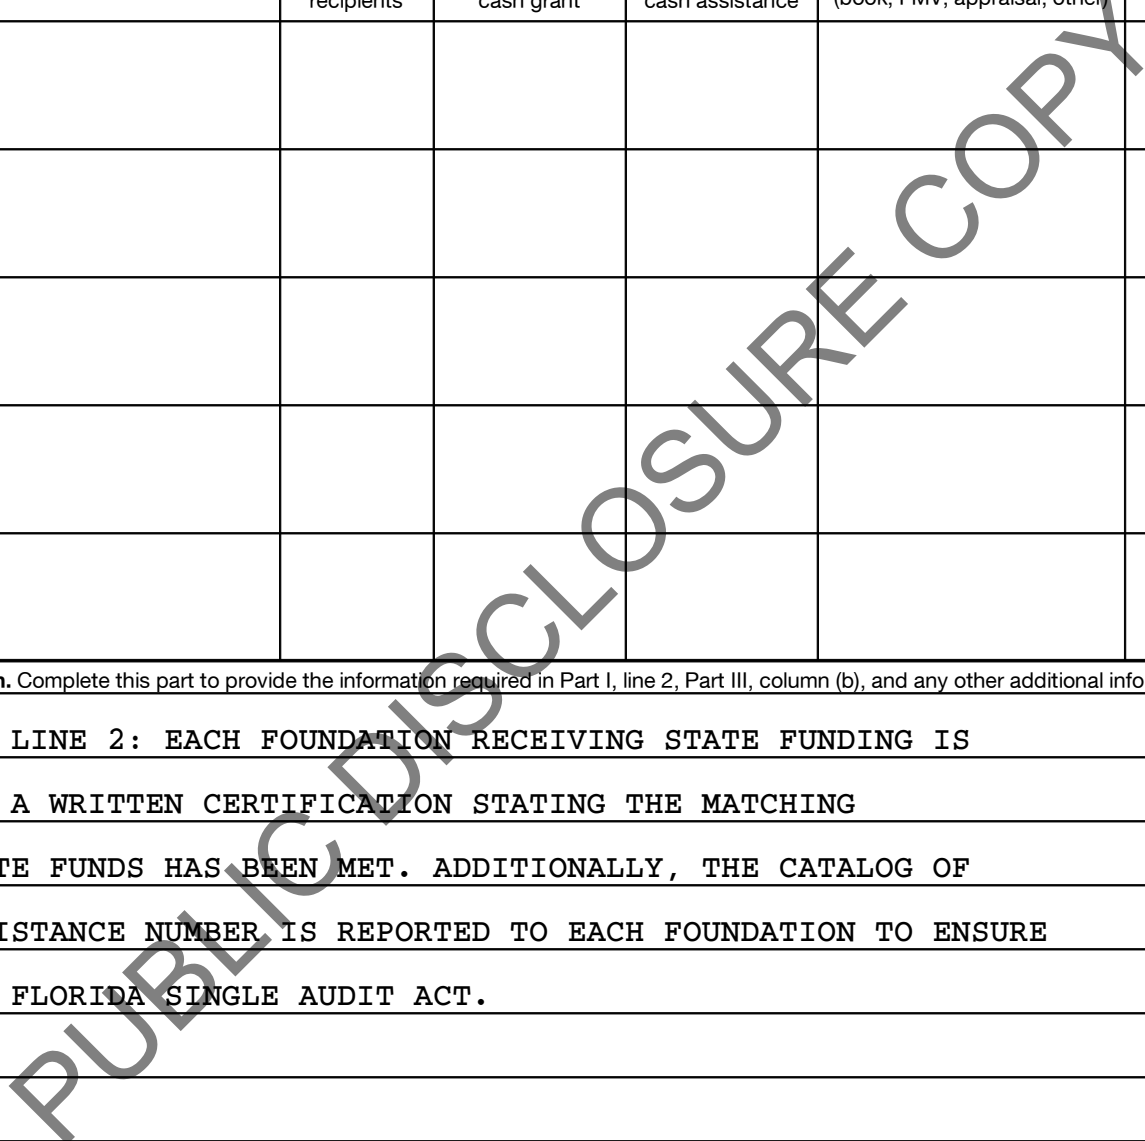 recipients cash grant cash assistance (book, FMV, appraisal, other)
n. Complete this part to provide the information required in Part I, line 2, Part III, column (b), and any other additional info
LINE 2: EACH FOUNDATION RECEIVING STATE FUNDING IS
A WRITTEN CERTIFICATION STATING THE MATCHING
TE FUNDS HAS BEEN MET. ADDITIONALLY, THE CATALOG OF
ISTANCE NUMBER IS REPORTED TO EACH FOUNDATION TO ENSURE
FLORIDA SINGLE AUDIT ACT.
PUBLIC DISCLOSURE COPY